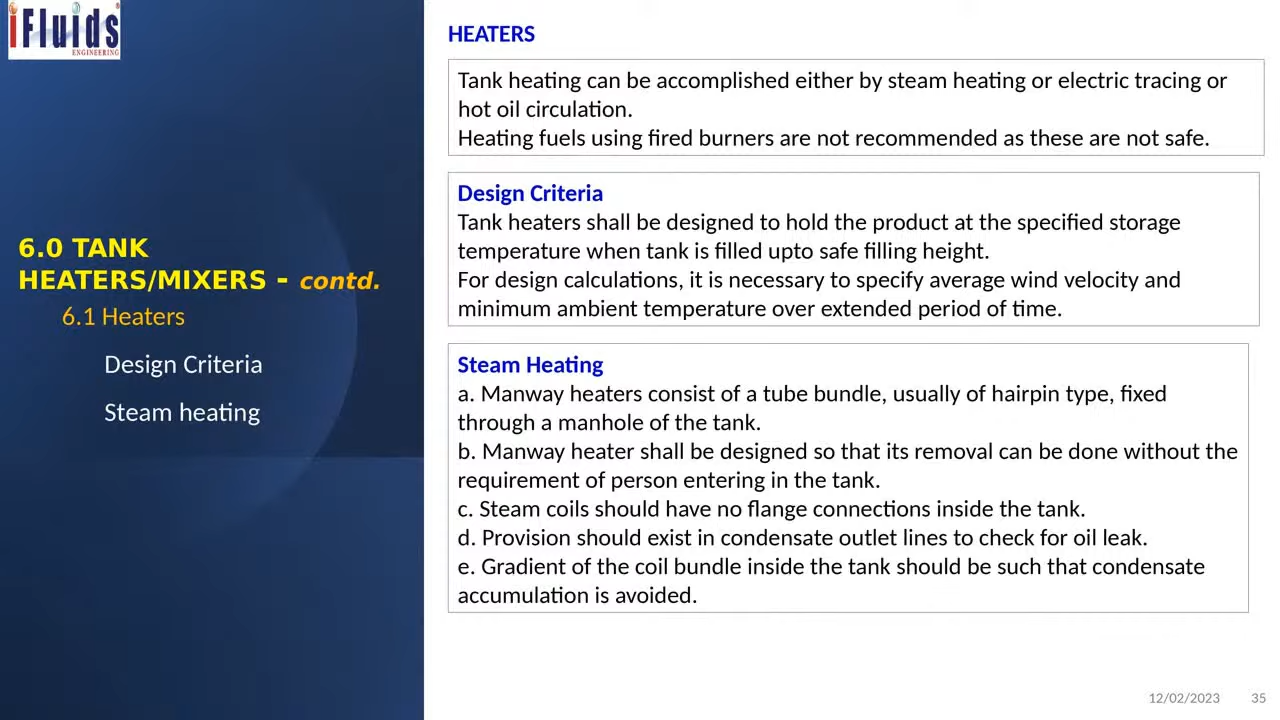 iFluids
ENGINEERING
6.0 TANK
HEATERS/MIXERS - contd.
6.1 Heaters
Design Criteria
Steam heating
HEATERS
Tank heating can be accomplished either by steam heating or electric tracing or
hot oil circulation.
Heating fuels using fired burners are not recommended as these are not safe.
Design Criteria
Tank heaters shall be designed to hold the product at the specified storage
temperature when tank is filled upto safe filling height.
For design calculations, it is necessary to specify average wind velocity and
minimum ambient temperature over extended period of time.
Steam Heating
a. Manway heaters consist of a tube bundle, usually of hairpin type, fixed
through a manhole of the tank.
b. Manway heater shall be designed so that its removal can be done without the
requirement of person entering in the tank.
c. Steam coils should have no flange connections inside the tank.
d. Provision should exist in condensate outlet lines to check for oil leak.
e. Gradient of the coil bundle inside the tank should be such that condensate
accumulation is avoided.
12/02/2023 35